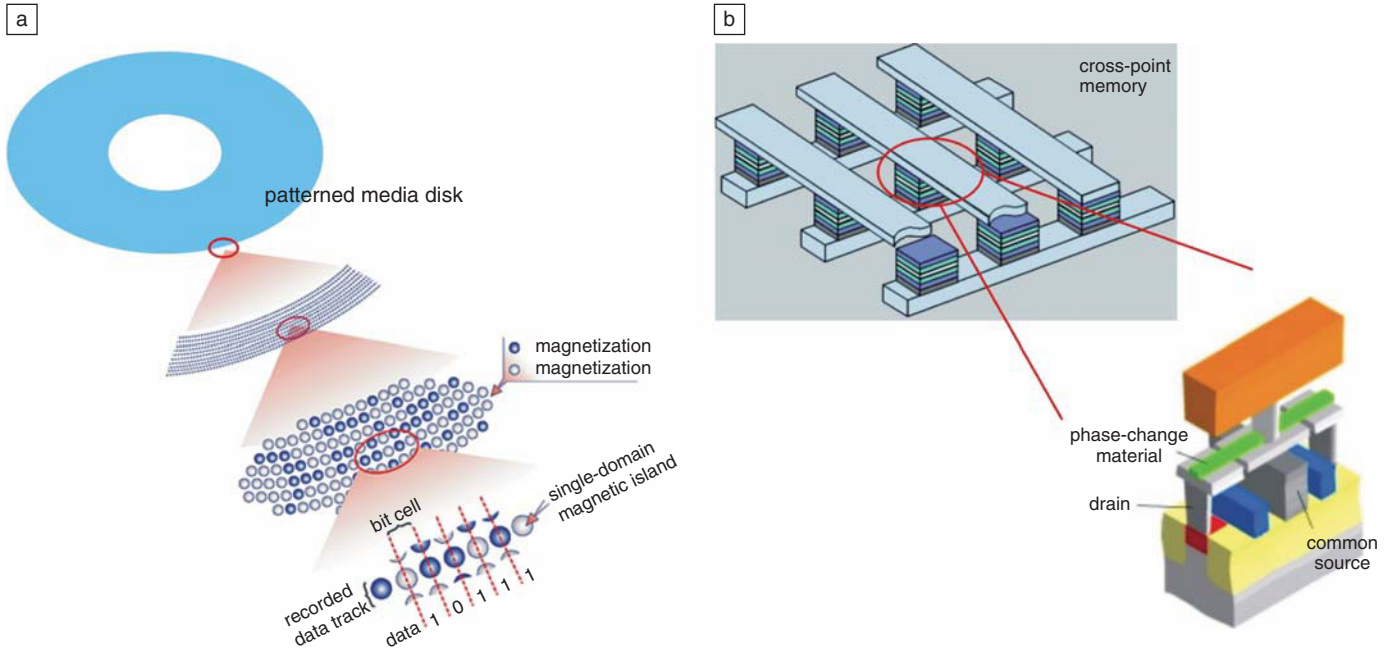 a
patterned media disk
magnetization
magnetization
single-domain
magnetic island
bit cell
recorded
data track
data 1 0 1 1 1
b
cross-point
memory
phase-change
material
drain
common
source